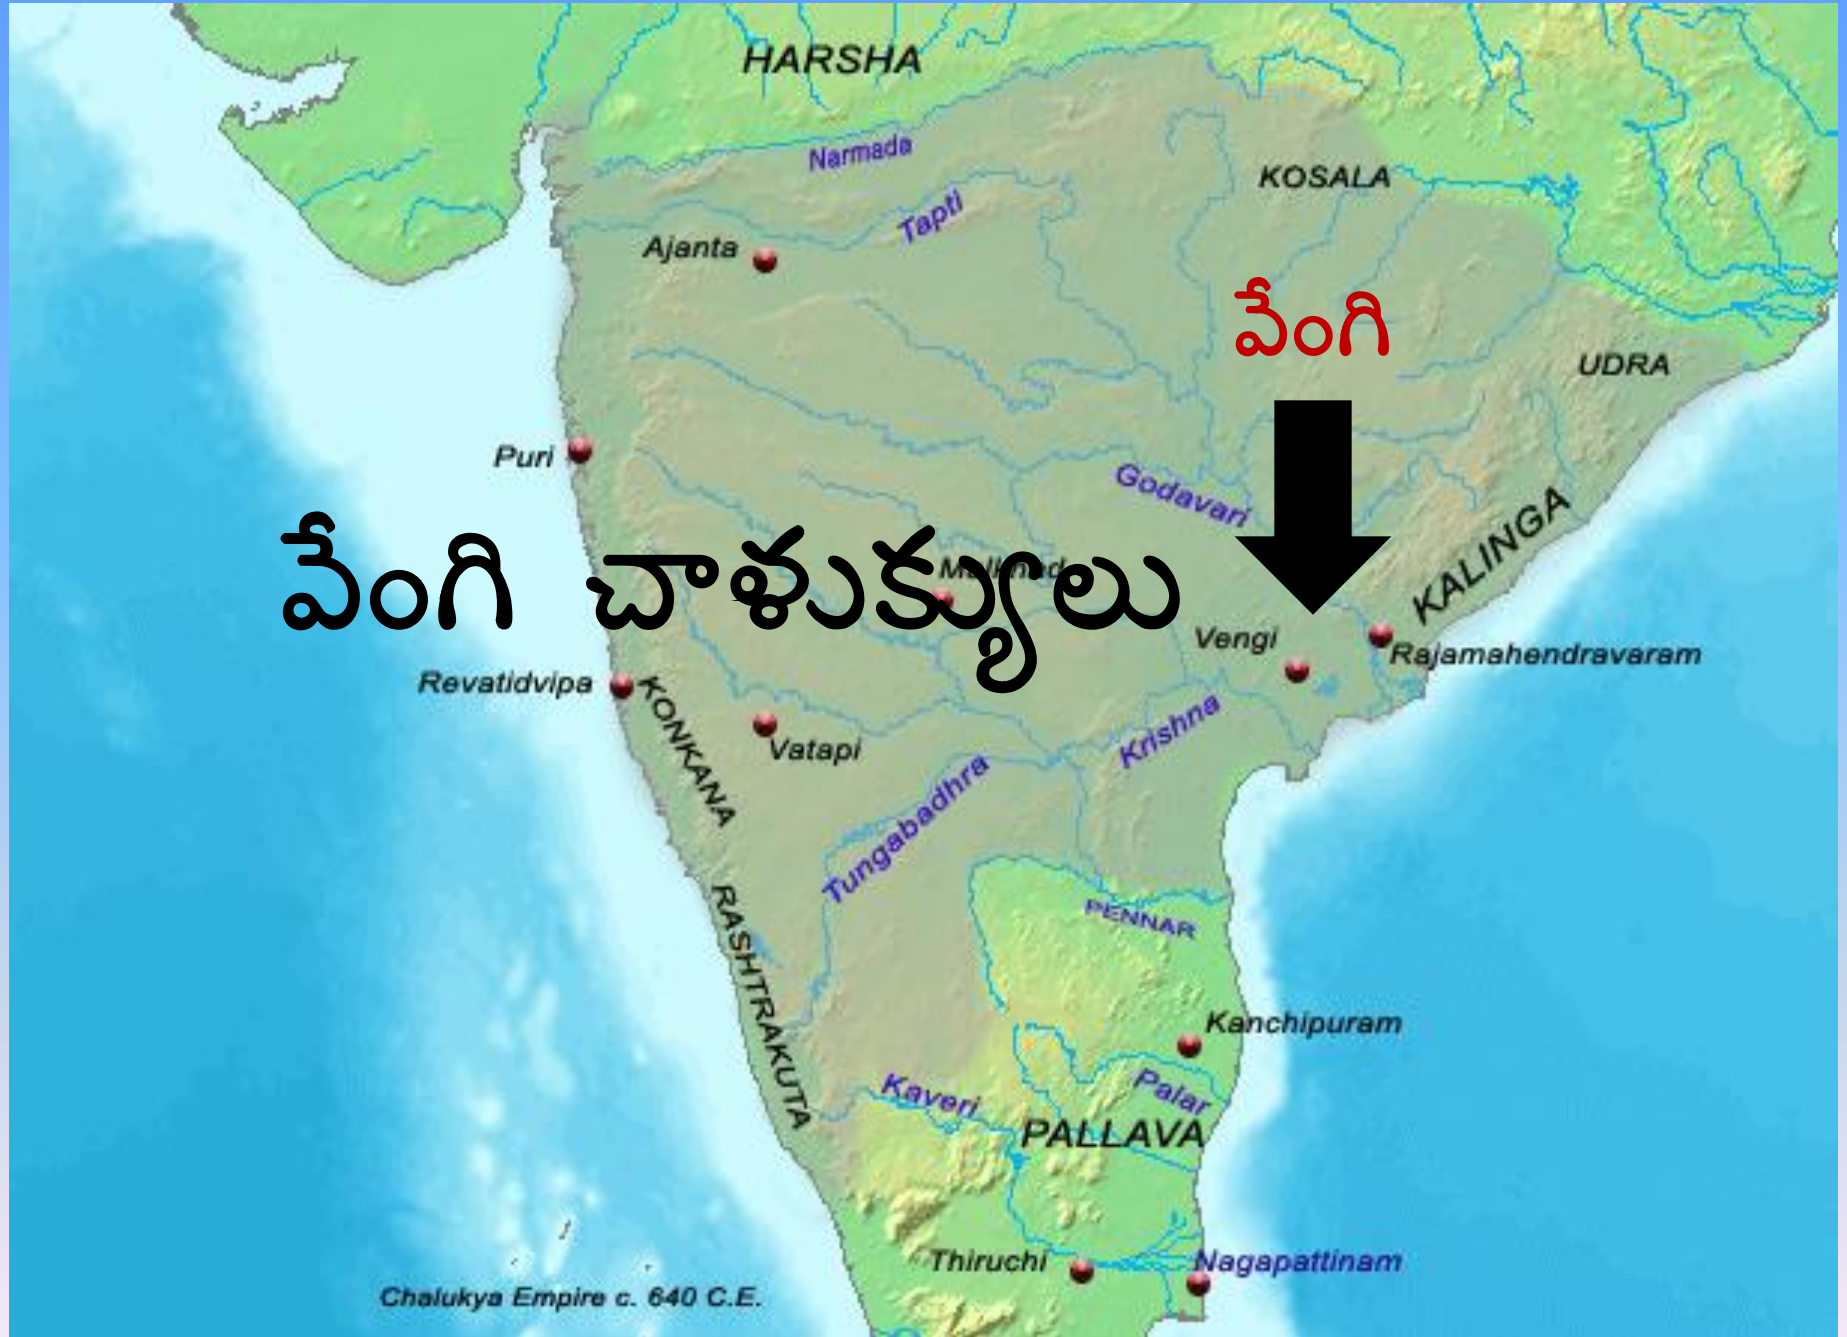 HARSHA
Narmada
KOSALA
Tapti
Ajanta
వేంగి
UDRA
Puri
Godavari
KALINGA
వేంగి చాళుక్యులు
Malkhed
Vengi
Rajamahendravaram
Revatidvipa
KONKANA
Krishna
Vatapi
Tungabadhra
RASHTRAKUTA
PENNAR
Kanchipuram
Kaveri
Palar
PALLAVA
Thiruchi
Nagapattinam
Chalukya Empire c. 640 C.E.